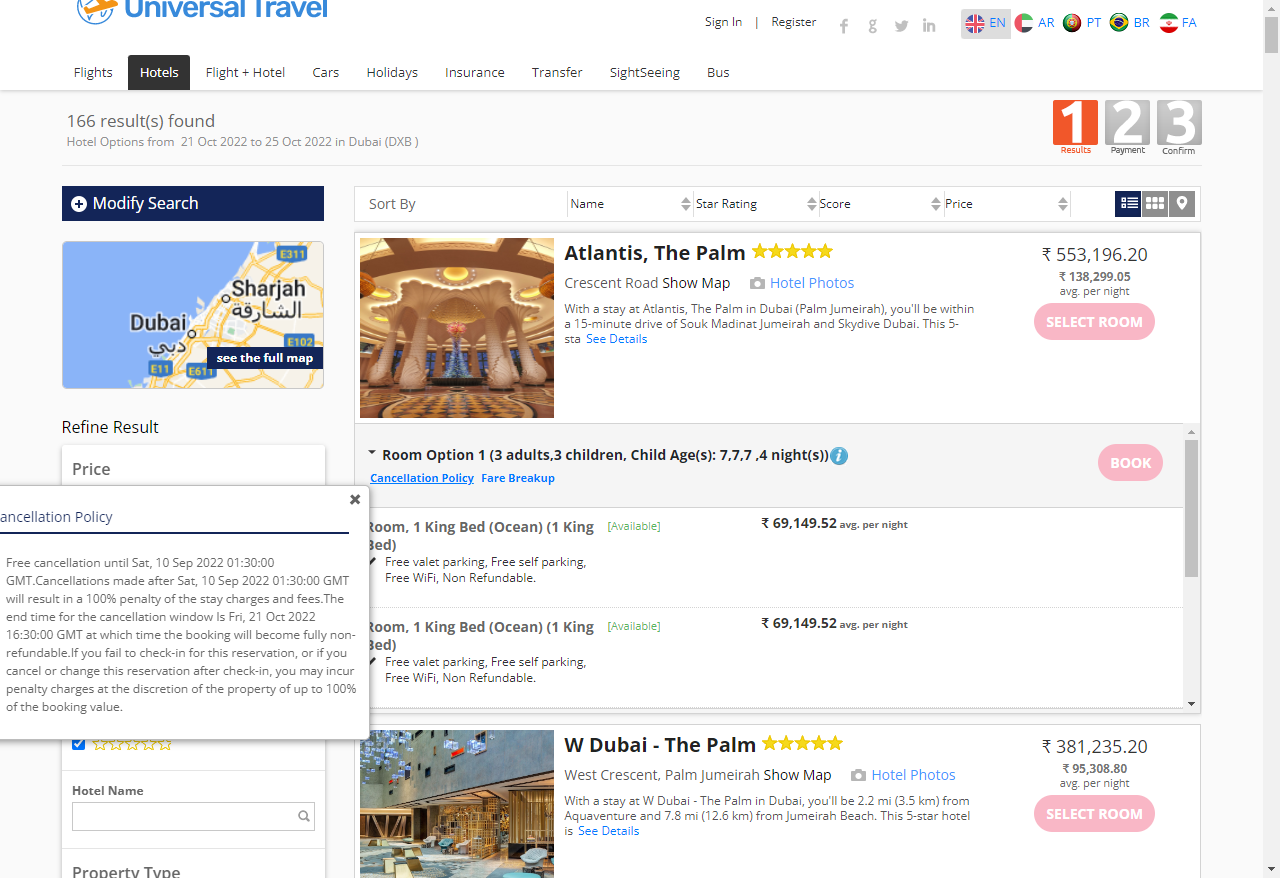 Universal Travel
Sign In | Register
EN AR PT BR FA
Flights Hotels Flight + Hotel Cars Holidays Insurance Transfer SightSeeing Bus
166 result(s) found
Hotel Options from 21 Oct 2022 to 25 Oct 2022 in Dubai (DXB )
1 Results
2 Payment
3 Confirm
Modify Search
Sort By Name Star Rating Score Price
E311
Sharjah
الشارقة
Dubai
دبي
E102
E11
E611
see the full map
Atlantis, The Palm
Crescent Road Show Map Hotel Photos
With a stay at Atlantis, The Palm in Dubai (Palm Jumeirah), you'll be within
a 15-minute drive of Souk Madinat Jumeirah and Skydive Dubai. This 5-
sta See Details
₹ 553,196.20
₹ 138,299.05
avg. per night
SELECT ROOM
Refine Result
Price
Room Option 1 (3 adults,3 children, Child Age(s): 7,7,7 ,4 night(s))
Cancellation Policy Fare Breakup
BOOK
ancellation Policy
Free cancellation until Sat, 10 Sep 2022 01:30:00
GMT.Cancellations made after Sat, 10 Sep 2022 01:30:00 GMT
will result in a 100% penalty of the stay charges and fees.The
end time for the cancellation window Is Fri, 21 Oct 2022
16:30:00 GMT at which time the booking will become fully non-
refundable.If you fail to check-in for this reservation, or if you
cancel or change this reservation after check-in, you may incur
penalty charges at the discretion of the property of up to 100%
of the booking value.
Room, 1 King Bed (Ocean) (1 King
Bed)
[Available]
₹ 69,149.52 avg. per night
Free valet parking, Free self parking,
Free WiFi, Non Refundable.
Room, 1 King Bed (Ocean) (1 King
Bed)
[Available]
₹ 69,149.52 avg. per night
Free valet parking, Free self parking,
Free WiFi, Non Refundable.
Hotel Name
Property Type
W Dubai - The Palm
West Crescent, Palm Jumeirah Show Map Hotel Photos
With a stay at W Dubai - The Palm in Dubai, you'll be 2.2 mi (3.5 km) from
Aquaventure and 7.8 mi (12.6 km) from Jumeirah Beach. This 5-star hotel
is See Details
₹ 381,235.20
₹ 95,308.80
avg. per night
SELECT ROOM